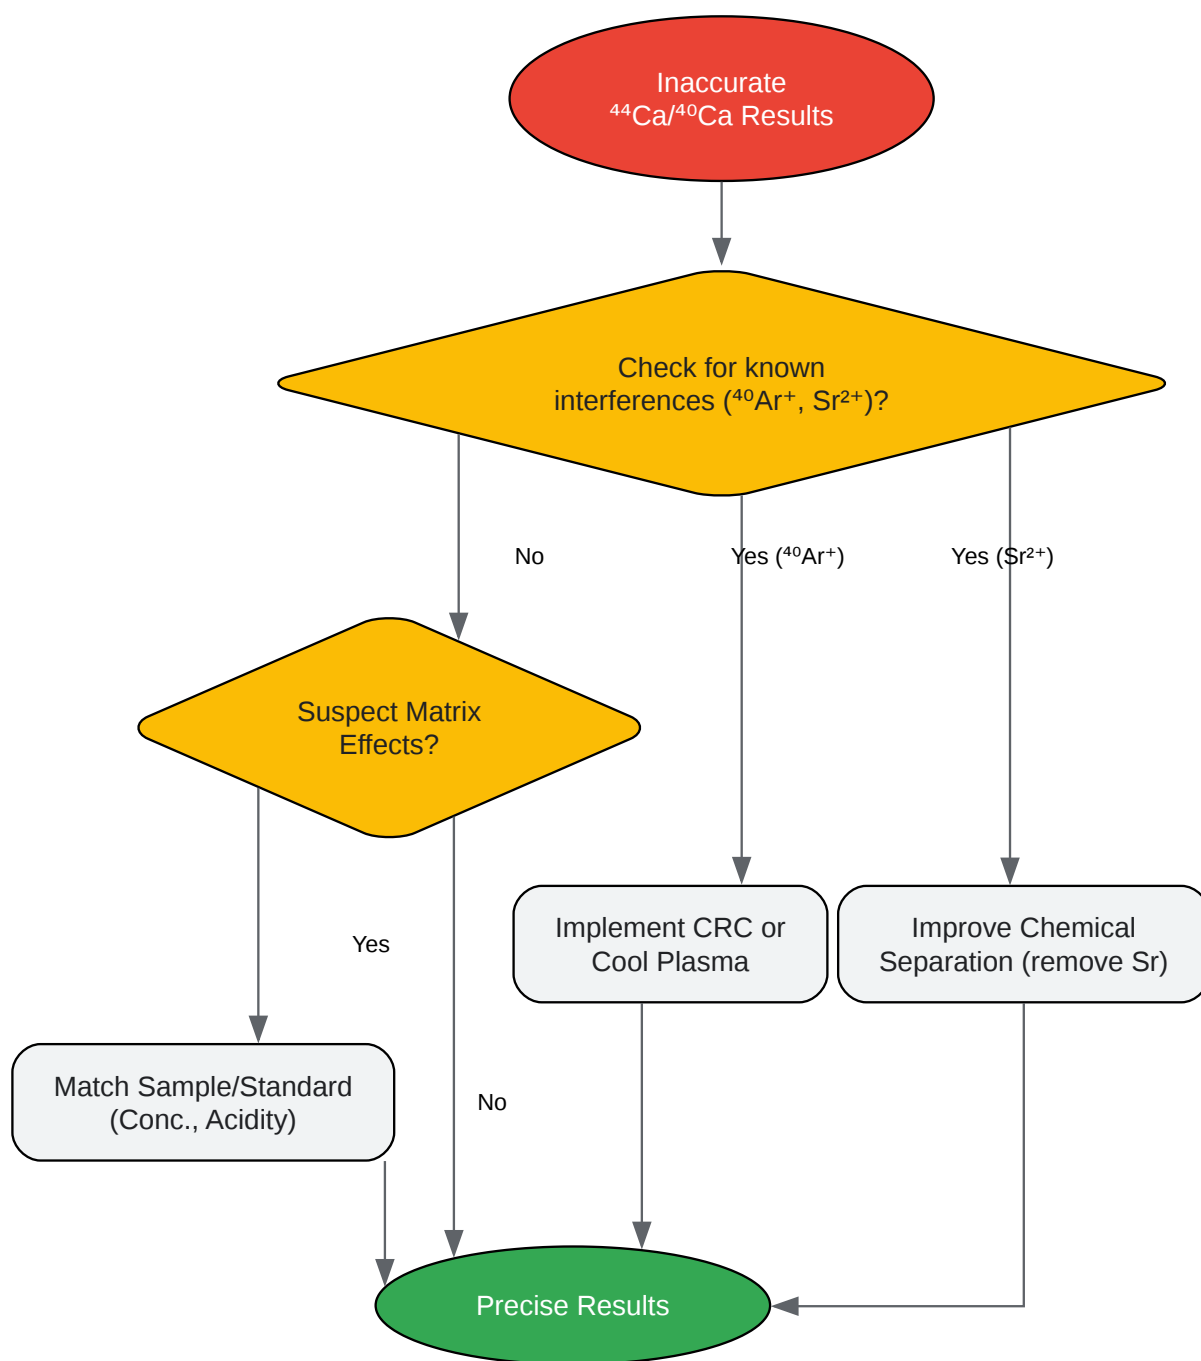 Inaccurate
⁴⁴Ca/⁴⁰Ca Results
Check for known
interferences (⁴⁰Ar⁺, Sr²⁺)?
No
Yes (⁴⁰Ar⁺)
Yes (Sr²⁺)
Suspect Matrix
Effects?
Implement CRC or
Cool Plasma
Improve Chemical
Separation (remove Sr)
Yes
Match Sample/Standard
(Conc., Acidity)
No
Precise Results